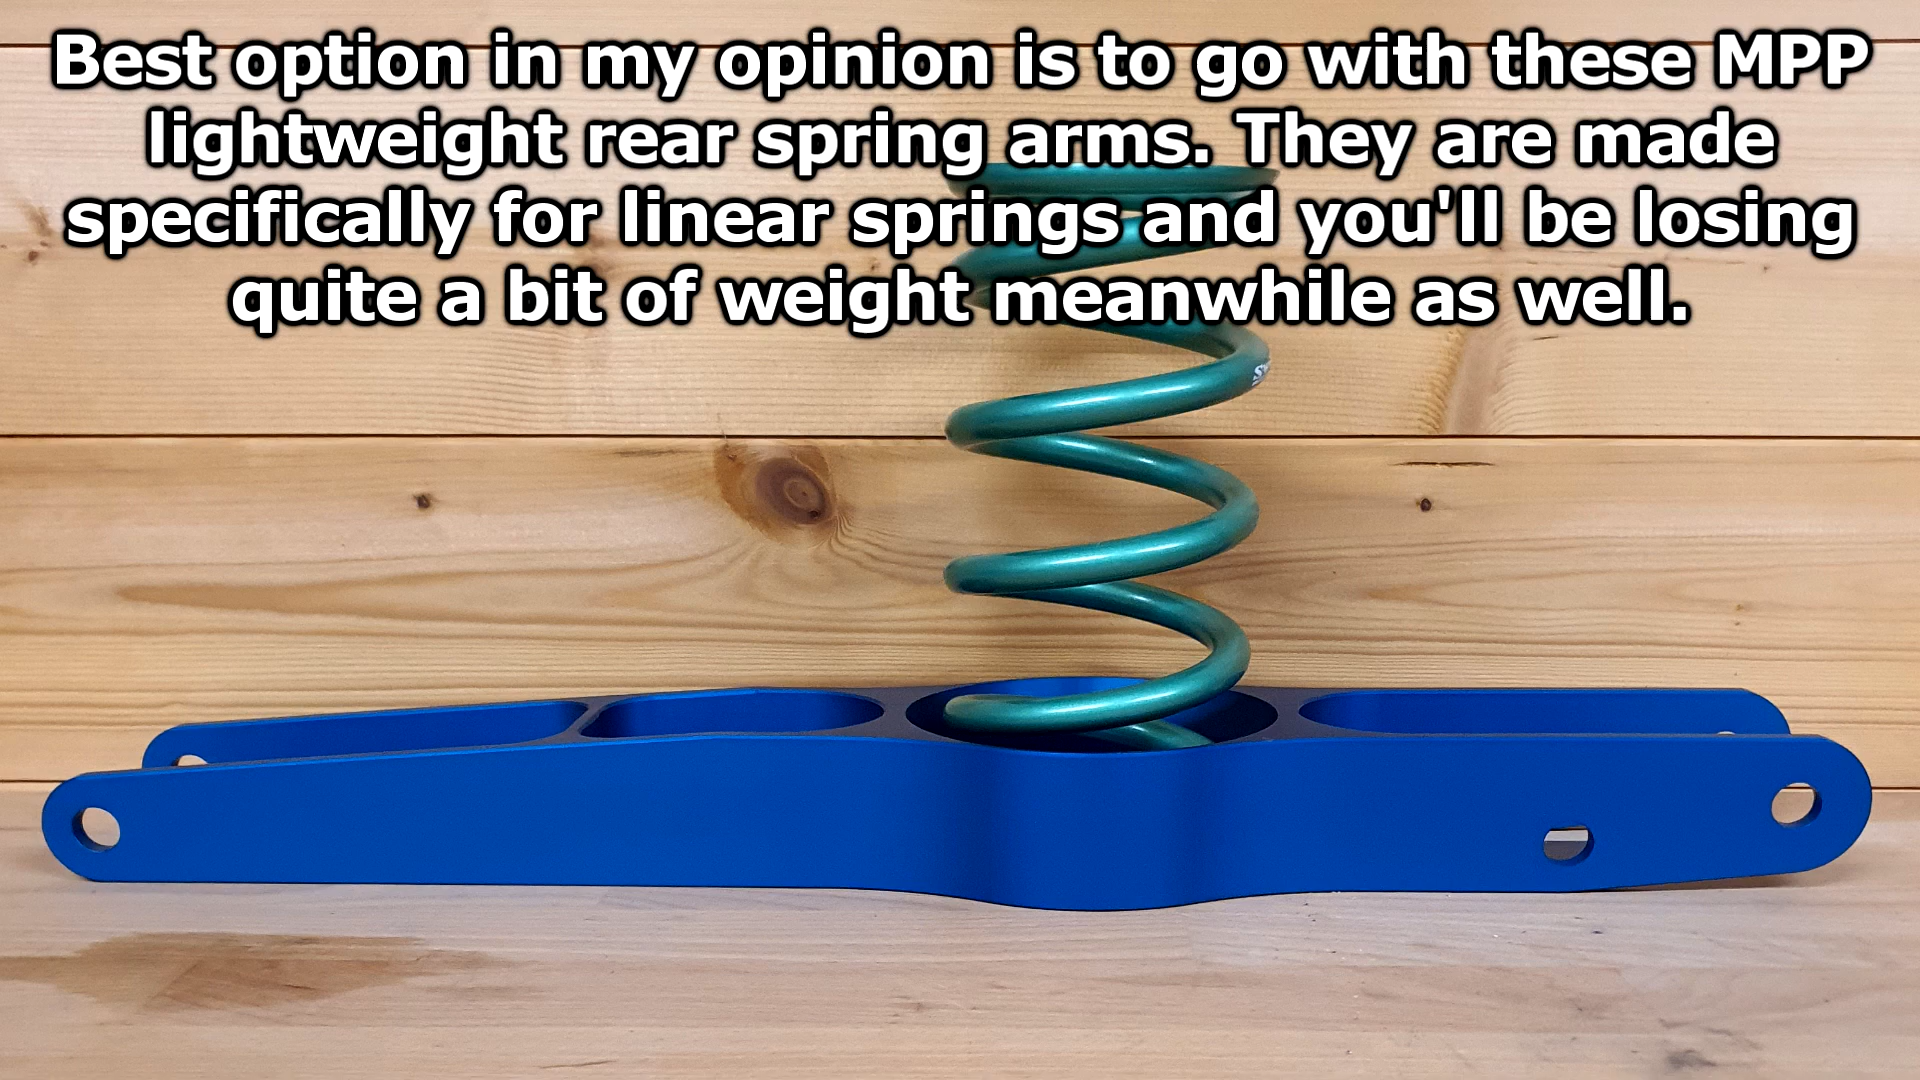 Best option in my opinion is to go with these MPP
lightweight rear spring arms. They are made
specifically for linear springs and you'll be losing
quite a bit of weight meanwhile as well.